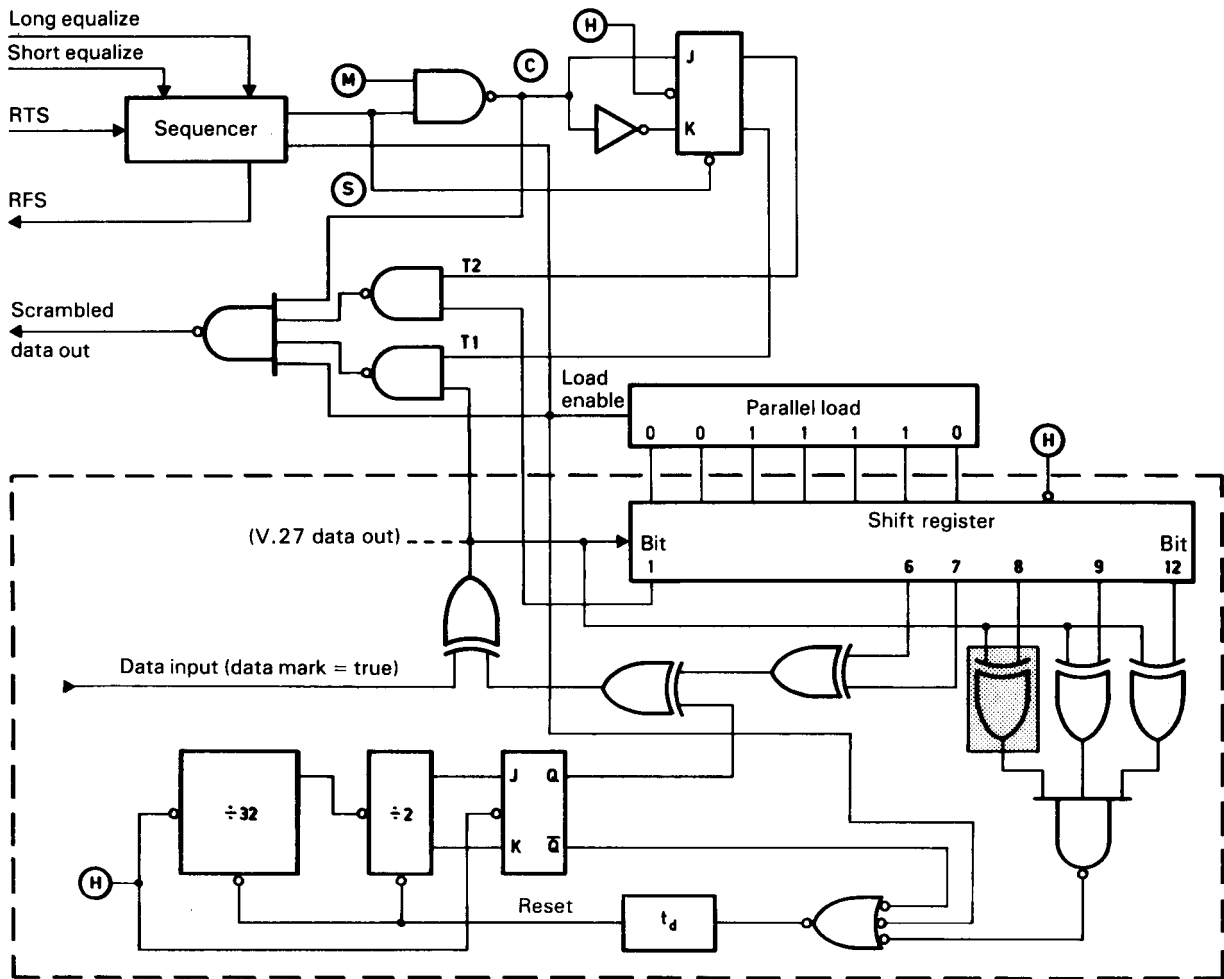 Long equalize
Short equalize
RTS
Sequencer
RFS
M
C
H
J
K
S
T2
T1
Scrambled
data out
Load
enable
Parallel load
0 0 1 1 1 1 0
H
Shift register
(V.27 data out)
Bit
1
6 7 8 9
Bit
12
Data input (data mark = true)
÷32
÷2
J Q
K Q̅
H
Reset
td